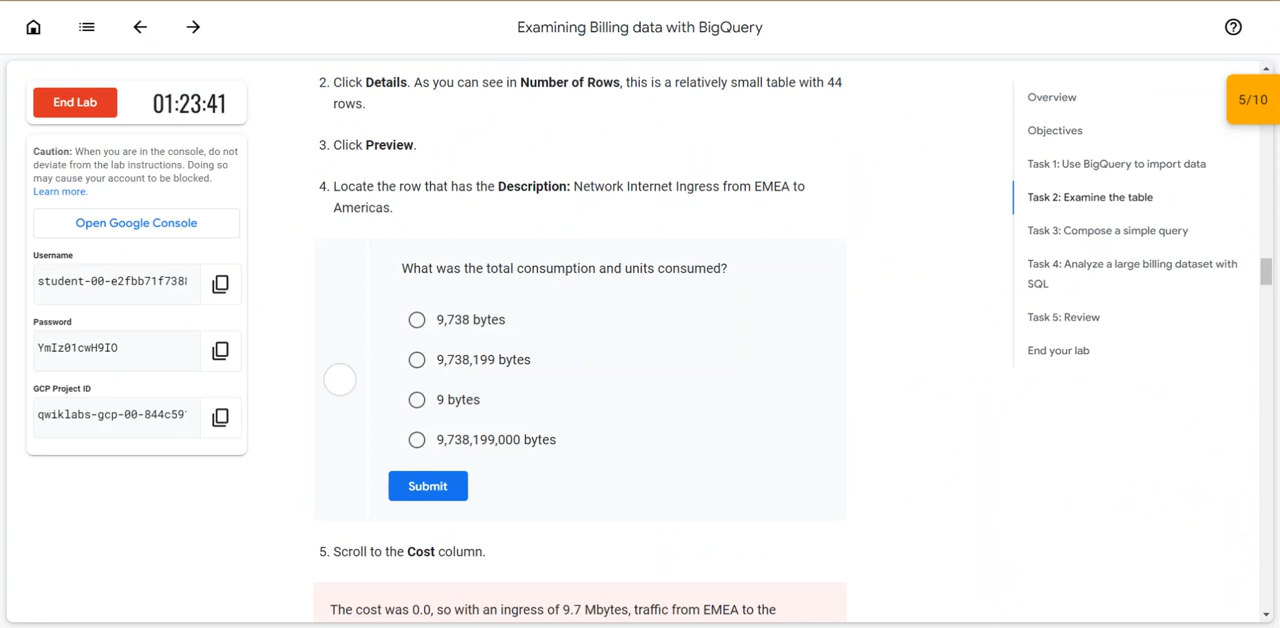 Examining Billing data with BigQuery
End Lab
01:23:41
Caution: When you are in the console, do not
deviate from the lab instructions. Doing so
may cause your account to be blocked.
Learn more.
Open Google Console
Username
student-00-e2fbb71f738
Password
YmIz01cwH9IO
GCP Project ID
qwiklabs-gcp-00-844c59
2. Click Details. As you can see in Number of Rows, this is a relatively small table with 44
rows.
3. Click Preview.
4. Locate the row that has the Description: Network Internet Ingress from EMEA to
Americas.
What was the total consumption and units consumed?
9,738 bytes
9,738,199 bytes
9 bytes
9,738,199,000 bytes
Submit
5. Scroll to the Cost column.
The cost was 0.0, so with an ingress of 9.7 Mbytes, traffic from EMEA to the
Overview
Objectives
Task 1: Use BigQuery to import data
Task 2: Examine the table
Task 3: Compose a simple query
Task 4: Analyze a large billing dataset with
SQL
Task 5: Review
End your lab
5/10